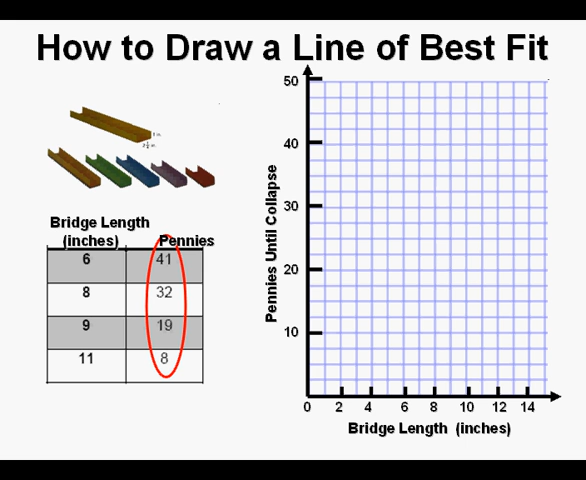 How to Draw a Line of Best Fit
Bridge Length
(inches)
Pennies
6 41
8 32
9 19
11 8
Pennies Until Collapse
50
40
30
20
10
0 2 4 6 8 10 12 14
Bridge Length (inches)